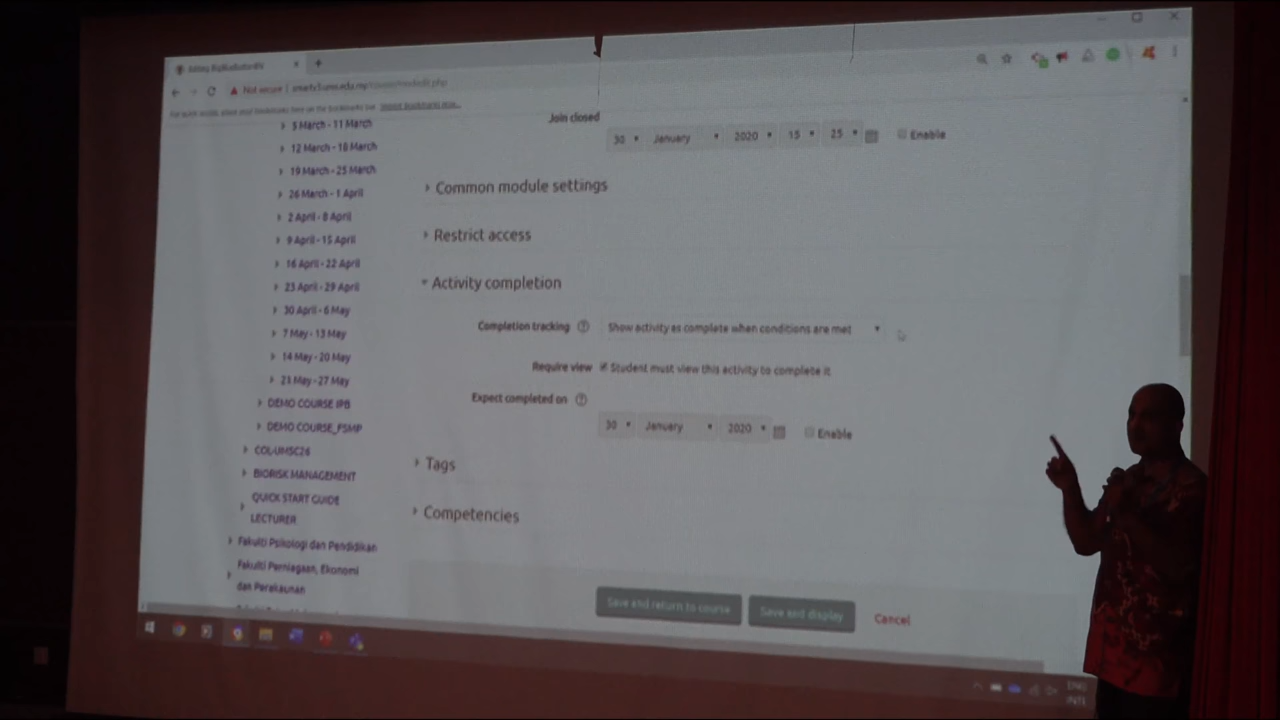 Not secure
Join closed
30 January 2020 15 25 Enable
5 March - 11 March
12 March - 18 March
19 March - 25 March
26 March - 1 April
2 April - 8 April
9 April - 15 April
16 April - 22 April
23 April - 29 April
30 April - 6 May
7 May - 13 May
14 May - 20 May
21 May - 27 May
DEMO COURSE IPB
DEMO COURSE_FSMP
BIORISK MANAGEMENT
QUICK START GUIDE
LECTURER
Fakulti Psikologi dan Pendidikan
Fakulti Perniagaan, Ekonomi
dan Perakaunan
Common module settings
Restrict access
Activity completion
Completion tracking Show activity as complete when conditions are met
Require view Student must view this activity to complete it
Expect completed on
30 January 2020 Enable
Tags
Competencies
Save and return to course Save and display Cancel
ENG
INTL